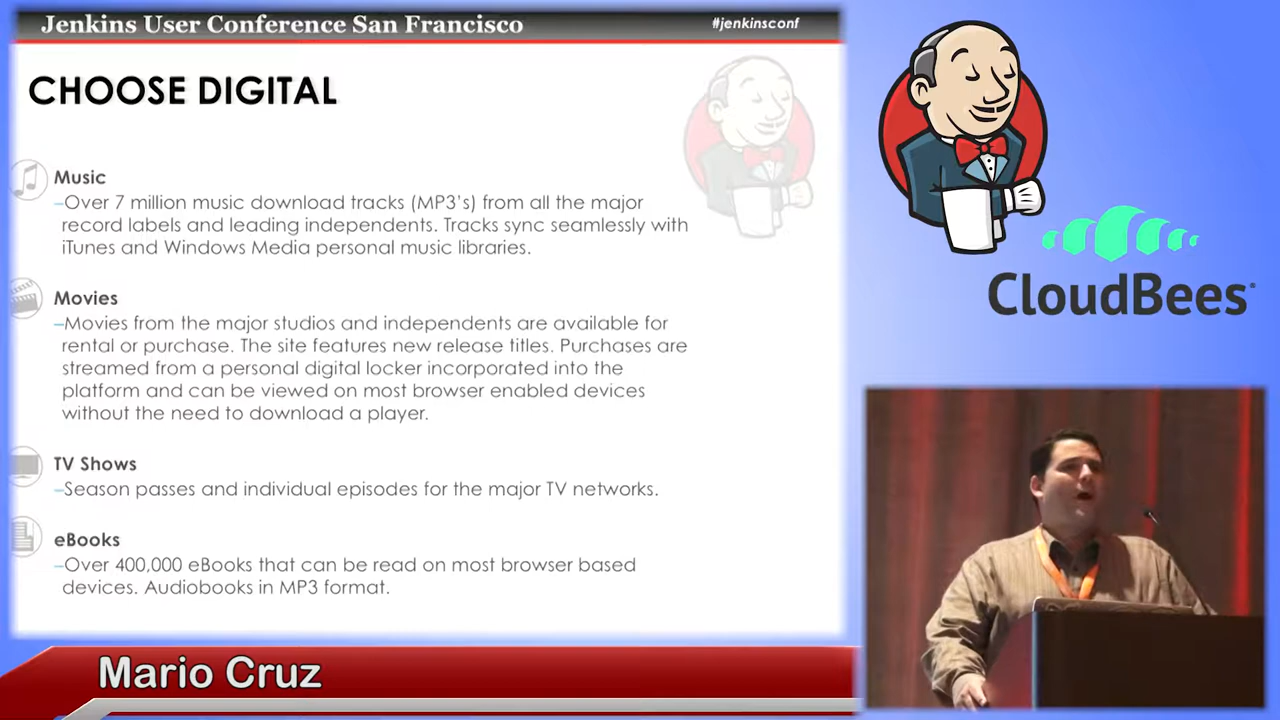 Jenkins User Conference San Francisco
#jenkinsconf
CHOOSE DIGITAL
Music
–Over 7 million music download tracks (MP3's) from all the major
record labels and leading independents. Tracks sync seamlessly with
iTunes and Windows Media personal music libraries.
Movies
–Movies from the major studios and independents are available for
rental or purchase. The site features new release titles. Purchases are
streamed from a personal digital locker incorporated into the
platform and can be viewed on most browser enabled devices
without the need to download a player.
TV Shows
–Season passes and individual episodes for the major TV networks.
eBooks
–Over 400,000 eBooks that can be read on most browser based
devices. Audiobooks in MP3 format.
CloudBees
Mario Cruz